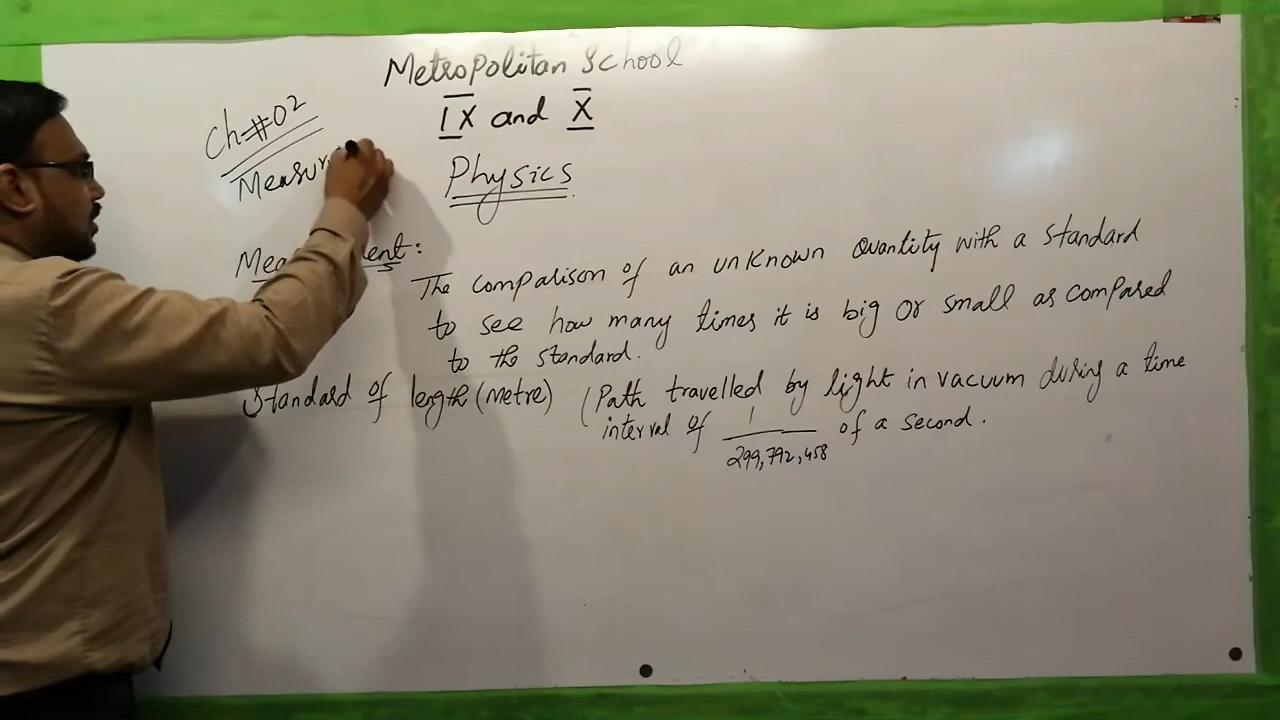 Metropolitan School
IX and X
Physics
Ch#02
Measur
The comparison of an unknown quantity with a standard
to see how many times it is big or small as compared
to the standard.
Standard of length (Metre) (Path travelled by light in vacuum during a time
interval of 1/299,792,458 of a second.